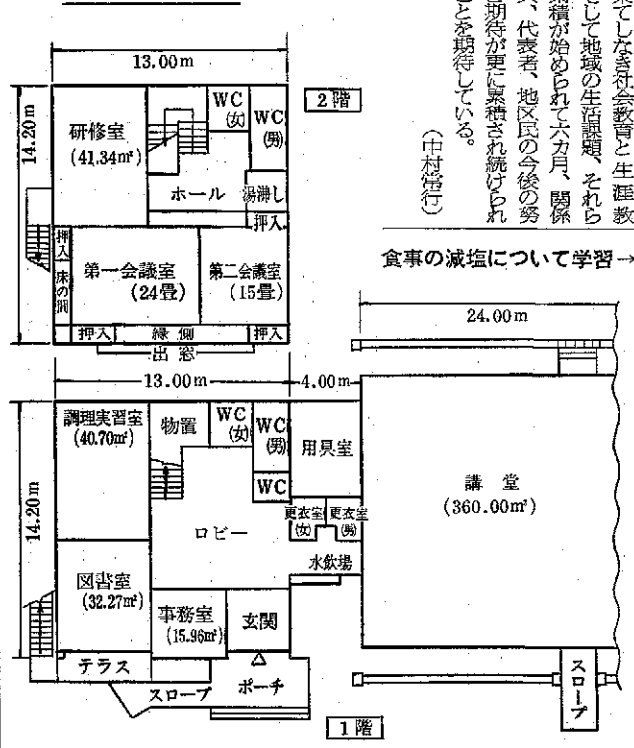 果てしなき社会教育と生涯教
として地域の生活課題、それら
累積が始められて六カ月、関係
、代表者、地区民の今後の努
期待が更に累積され続けられ
ことを期待している。
(中村常行)
食事の減塩について学習→
13.00m
2階
14.20m
研修室
(41.34㎡)
WC
(女)
WC
(男)
ホール
湯沸し
押入
押入
床の間
第一会議室
(24畳)
第二会議室
(15畳)
押入
縁側
押入
出窓
13.00m
4.00m
24.00m
14.20m
調理実習室
(40.70㎡)
物置
WC
(女)
WC
(男)
WC
用具室
講堂
(360.00㎡)
ロビー
更衣室
(女)
更衣室
(男)
水飲場
図書室
(32.27㎡)
事務室
(15.96㎡)
玄関
テラス
スロープ
ポーチ
スロープ
1階